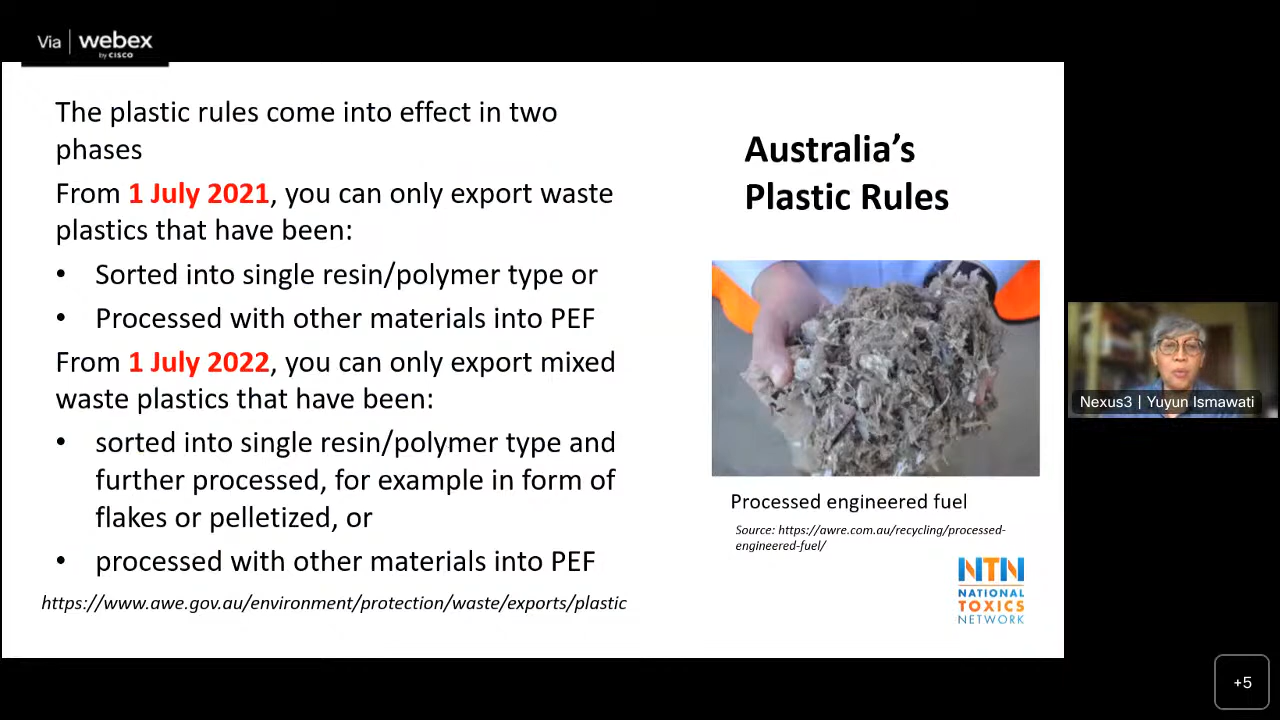 Via | webex
by CISCO
The plastic rules come into effect in two
phases
From 1 July 2021, you can only export waste
plastics that have been:
• Sorted into single resin/polymer type or
• Processed with other materials into PEF
From 1 July 2022, you can only export mixed
waste plastics that have been:
• sorted into single resin/polymer type and
further processed, for example in form of
flakes or pelletized, or
• processed with other materials into PEF
https://www.awe.gov.au/environment/protection/waste/exports/plastic
Australia’s
Plastic Rules
Processed engineered fuel
Source: https://awre.com.au/recycling/processed-
engineered-fuel/
NTN
NATIONAL
TOXICS
NETWORK
Nexus3 | Yuyun Ismawati
+5